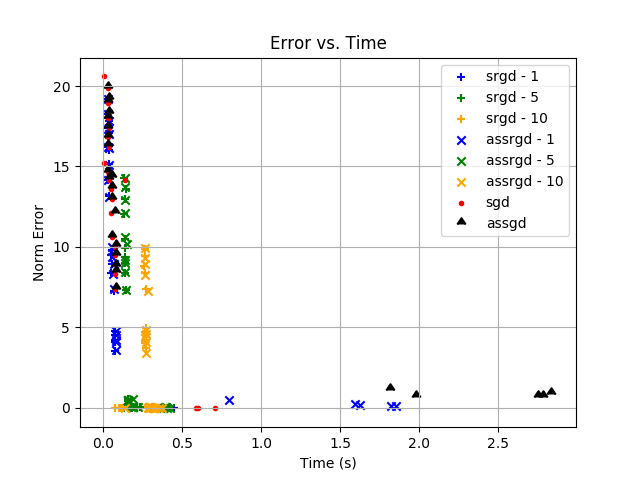 Error vs. Time
srgd - 1
srgd - 5
srgd - 10
assrgd - 1
assrgd - 5
assrgd - 10
sgd
assgd
Norm Error
20
15
10
5
0
0.0 0.5 1.0 1.5 2.0 2.5
Time (s)